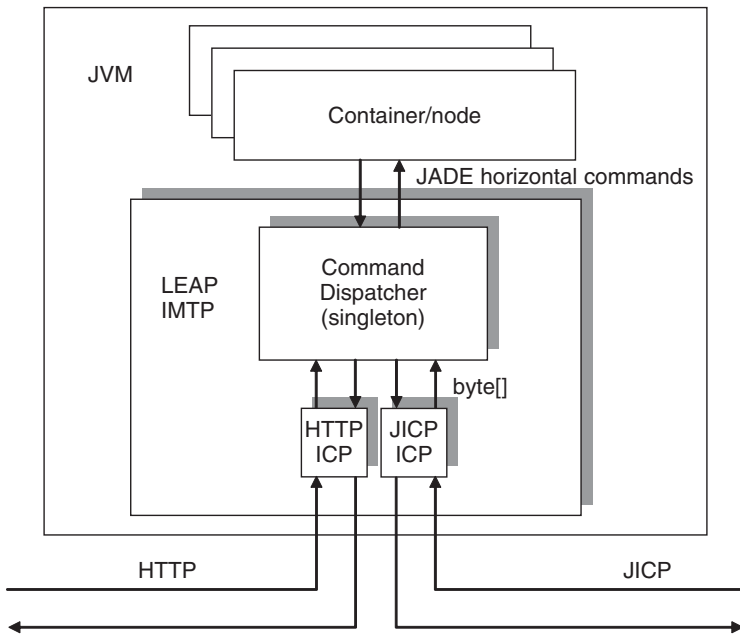 JVM
Container/node
JADE horizontal commands
LEAP
IMTP
Command
Dispatcher
(singleton)
byte[]
HTTP
ICP
JICP
ICP
HTTP
JICP